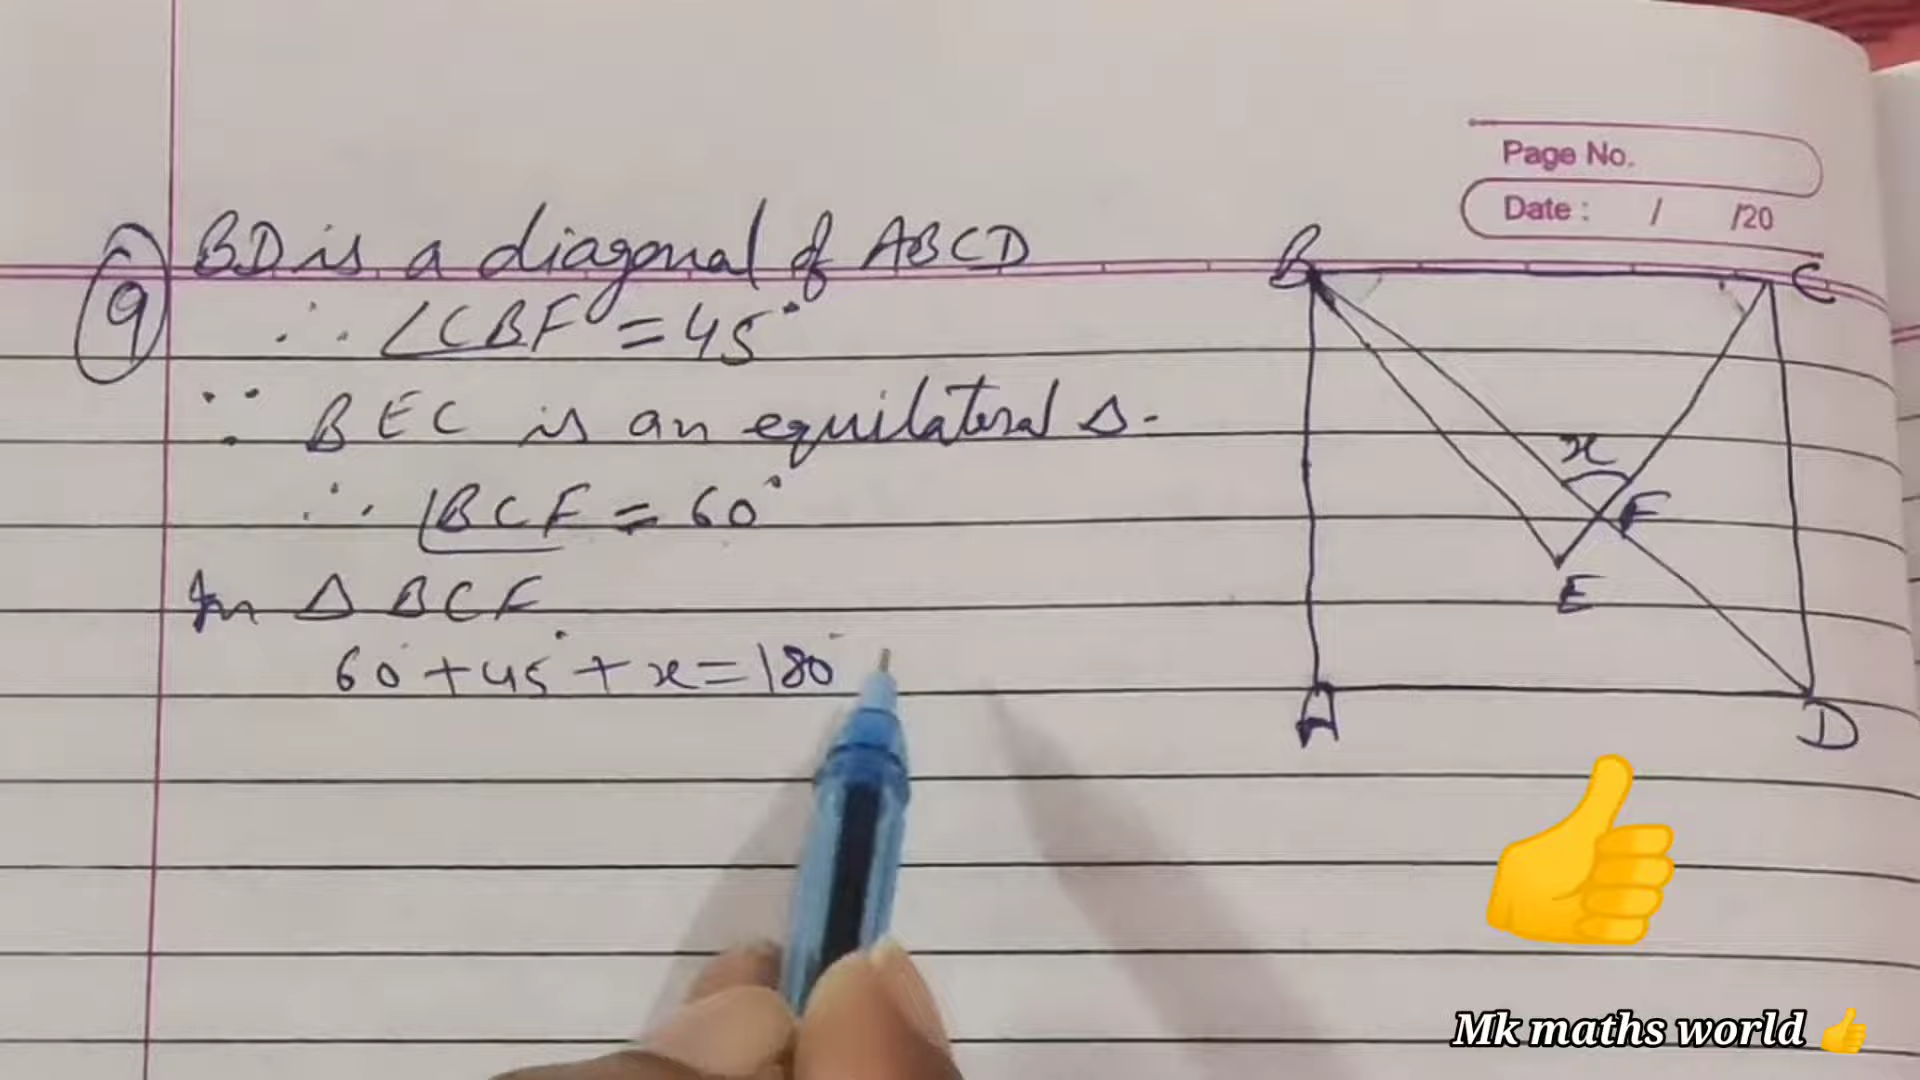 Page No.
Date : / /20
9 BD is a diagonal of ABCD
∴ ∠CBF = 45°
∵ BEC is an equilateral Δ.
∴ ∠BCF = 60°
In Δ BCF
60° + 45° + x = 180°
B
C
x
F
E
A
D
Mk maths world 👍